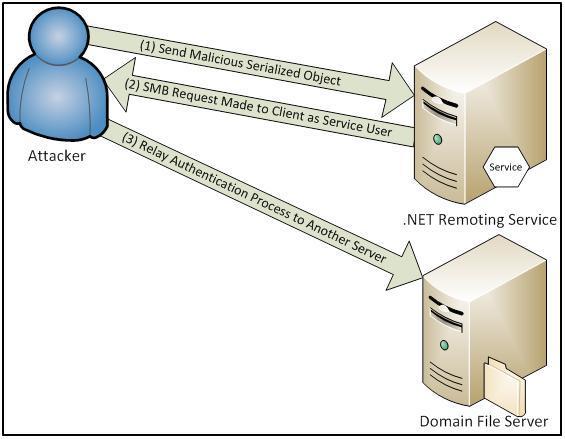 (1) Send Malicious Serialized Object
(2) SMB Request Made to Client as Service User
Attacker
(3) Relay Authentication Process to Another Server
Service
.NET Remoting Service
Domain File Server